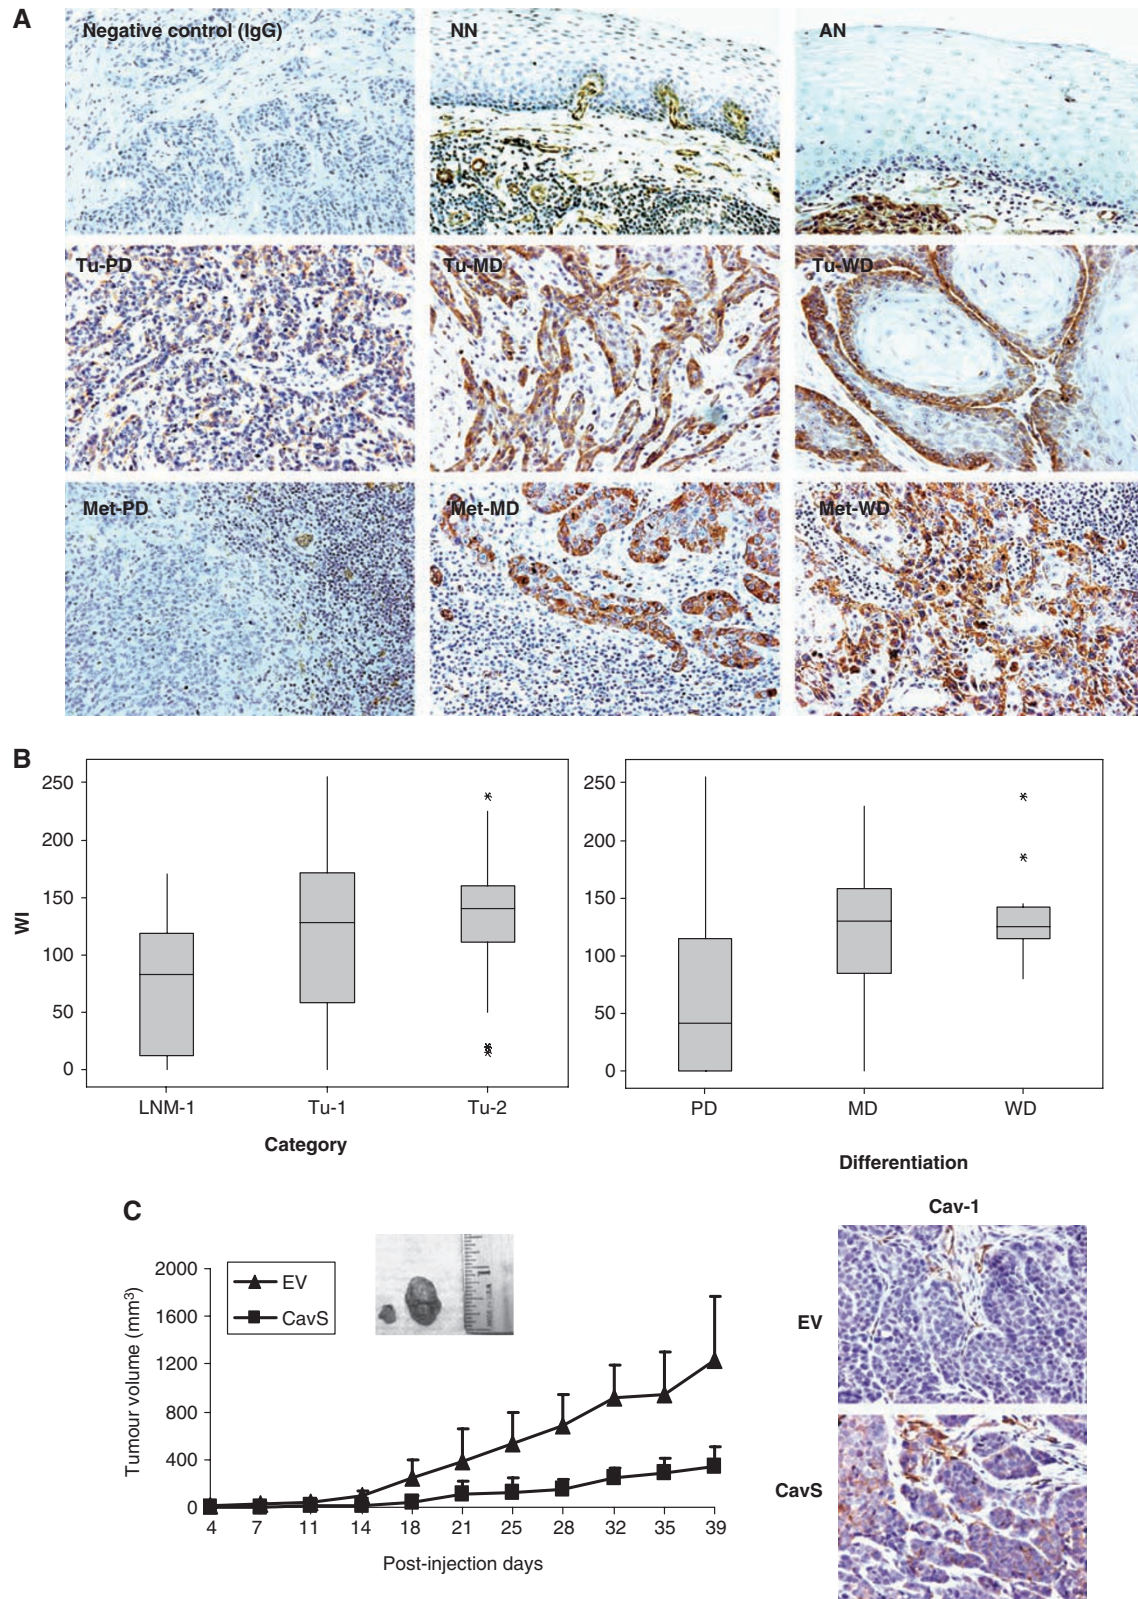 A
Negative control (IgG)
NN
AN
Tu-PD
Tu-MD
Tu-WD
Met-PD
Met-MD
Met-WD
B
WI
250
200
150
100
50
0
LNM-1
Tu-1
Tu-2
Category
250
200
150
100
50
0
PD
MD
WD
Differentiation
C
Tumour volume (mm³)
2000
1600
1200
800
400
0
EV
CavS
4
7
11
14
18
21
25
28
32
35
39
Post-injection days
Cav-1
EV
CavS